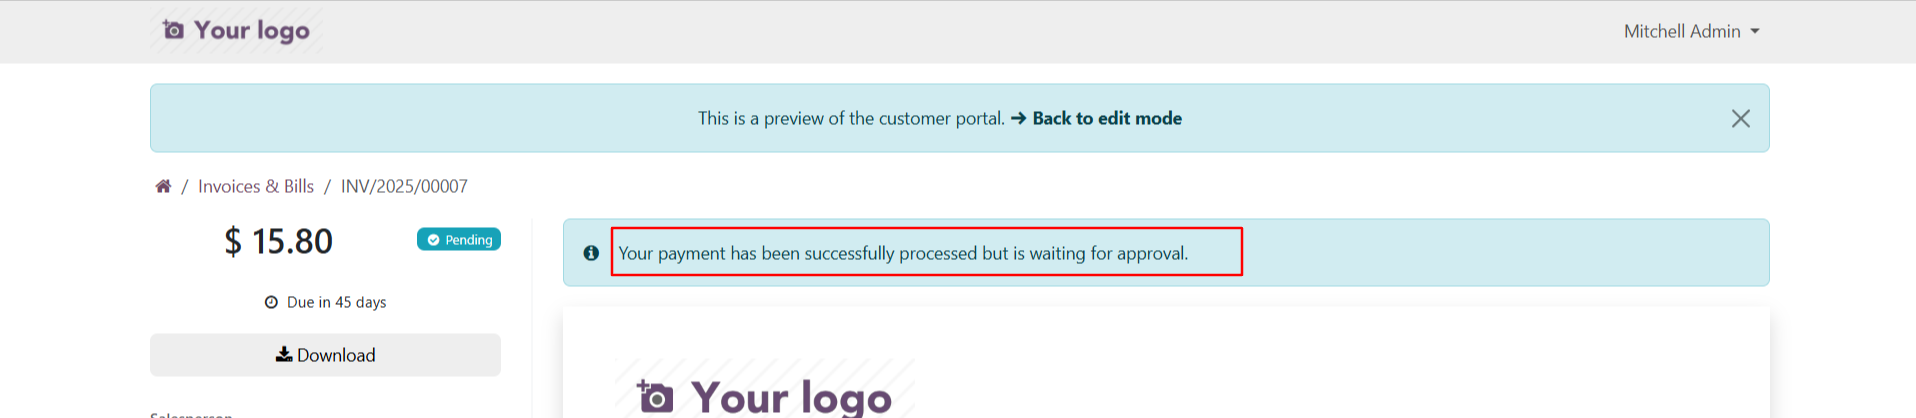 Your logo
Mitchell Admin
This is a preview of the customer portal. → Back to edit mode
/ Invoices & Bills / INV/2025/00007
$ 15.80
Pending
Your payment has been successfully processed but is waiting for approval.
Due in 45 days
Download
Your logo